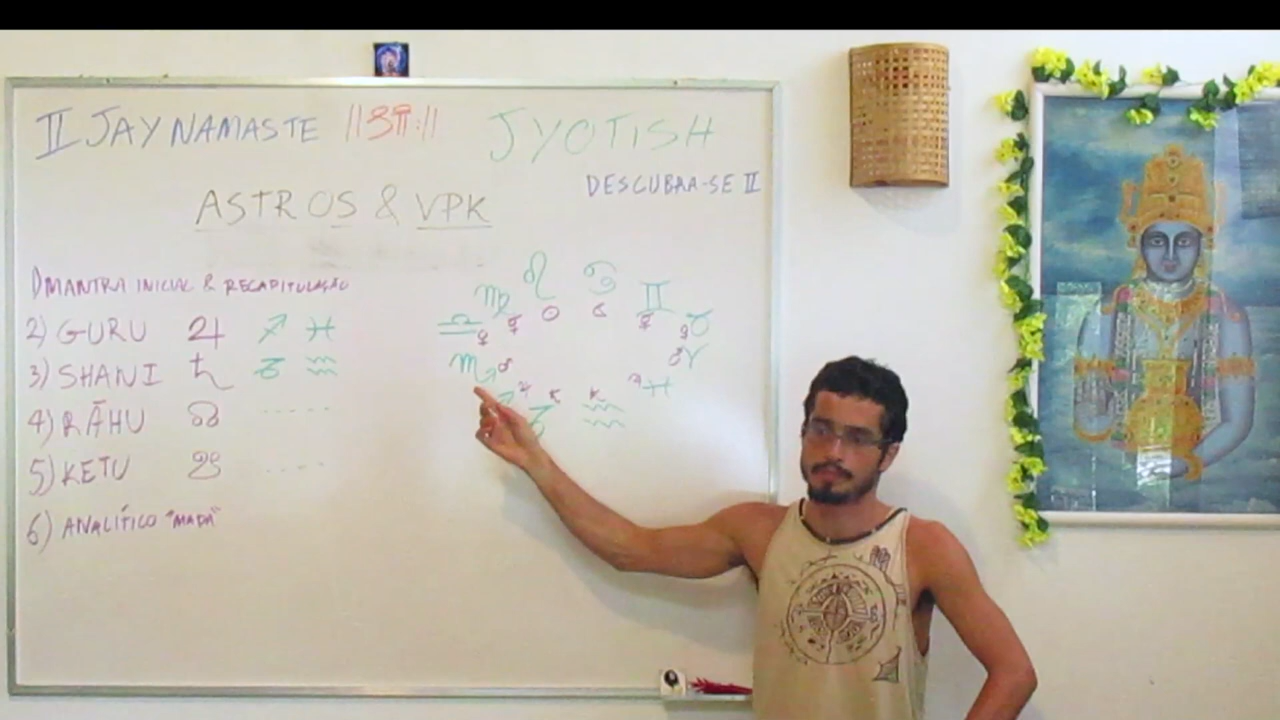 II JAY NAMASTE ||ॐ:|| JYOTISH
DESCUBRA-SE II
ASTROS & VPK
1) MANTRA INICIAL & RECAPITULAÇÃO
2) GURU ♃ ♐ ♓
3) SHANI ♄ ♑ ♒
4) RĀHU ☊ - - - - -
5) KETU ☋ - - - -
6) ANALÍTICO "MADA"
♍ ♌ ♋ ♊
♎ ♀ ☿ ☉ ☾ ☿ ♀ ♉
♏ ♂ ♂ ♈
♃ ♄ ♄ ♃ ♓
♐ ♑ ♒